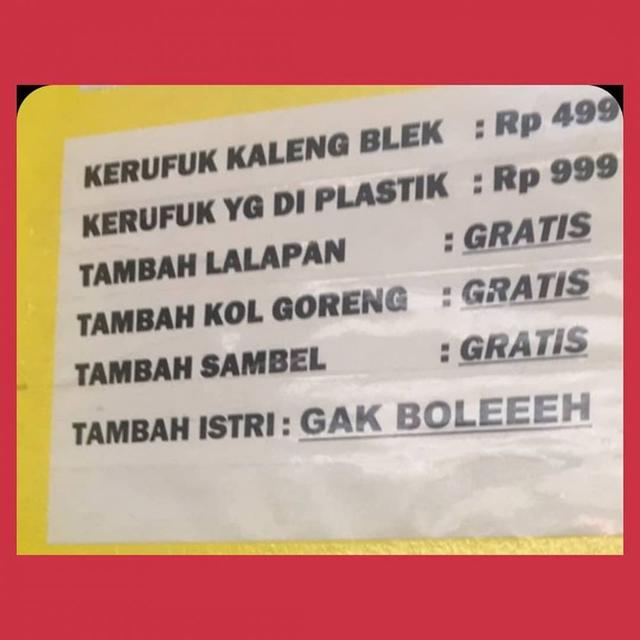 KERUFUK KALENG BLEK : Rp 499
KERUFUK YG DI PLASTIK : Rp 999
TAMBAH LALAPAN : GRATIS
TAMBAH KOL GORENG : GRATIS
TAMBAH SAMBEL : GRATIS
TAMBAH ISTRI : GAK BOLEEEH